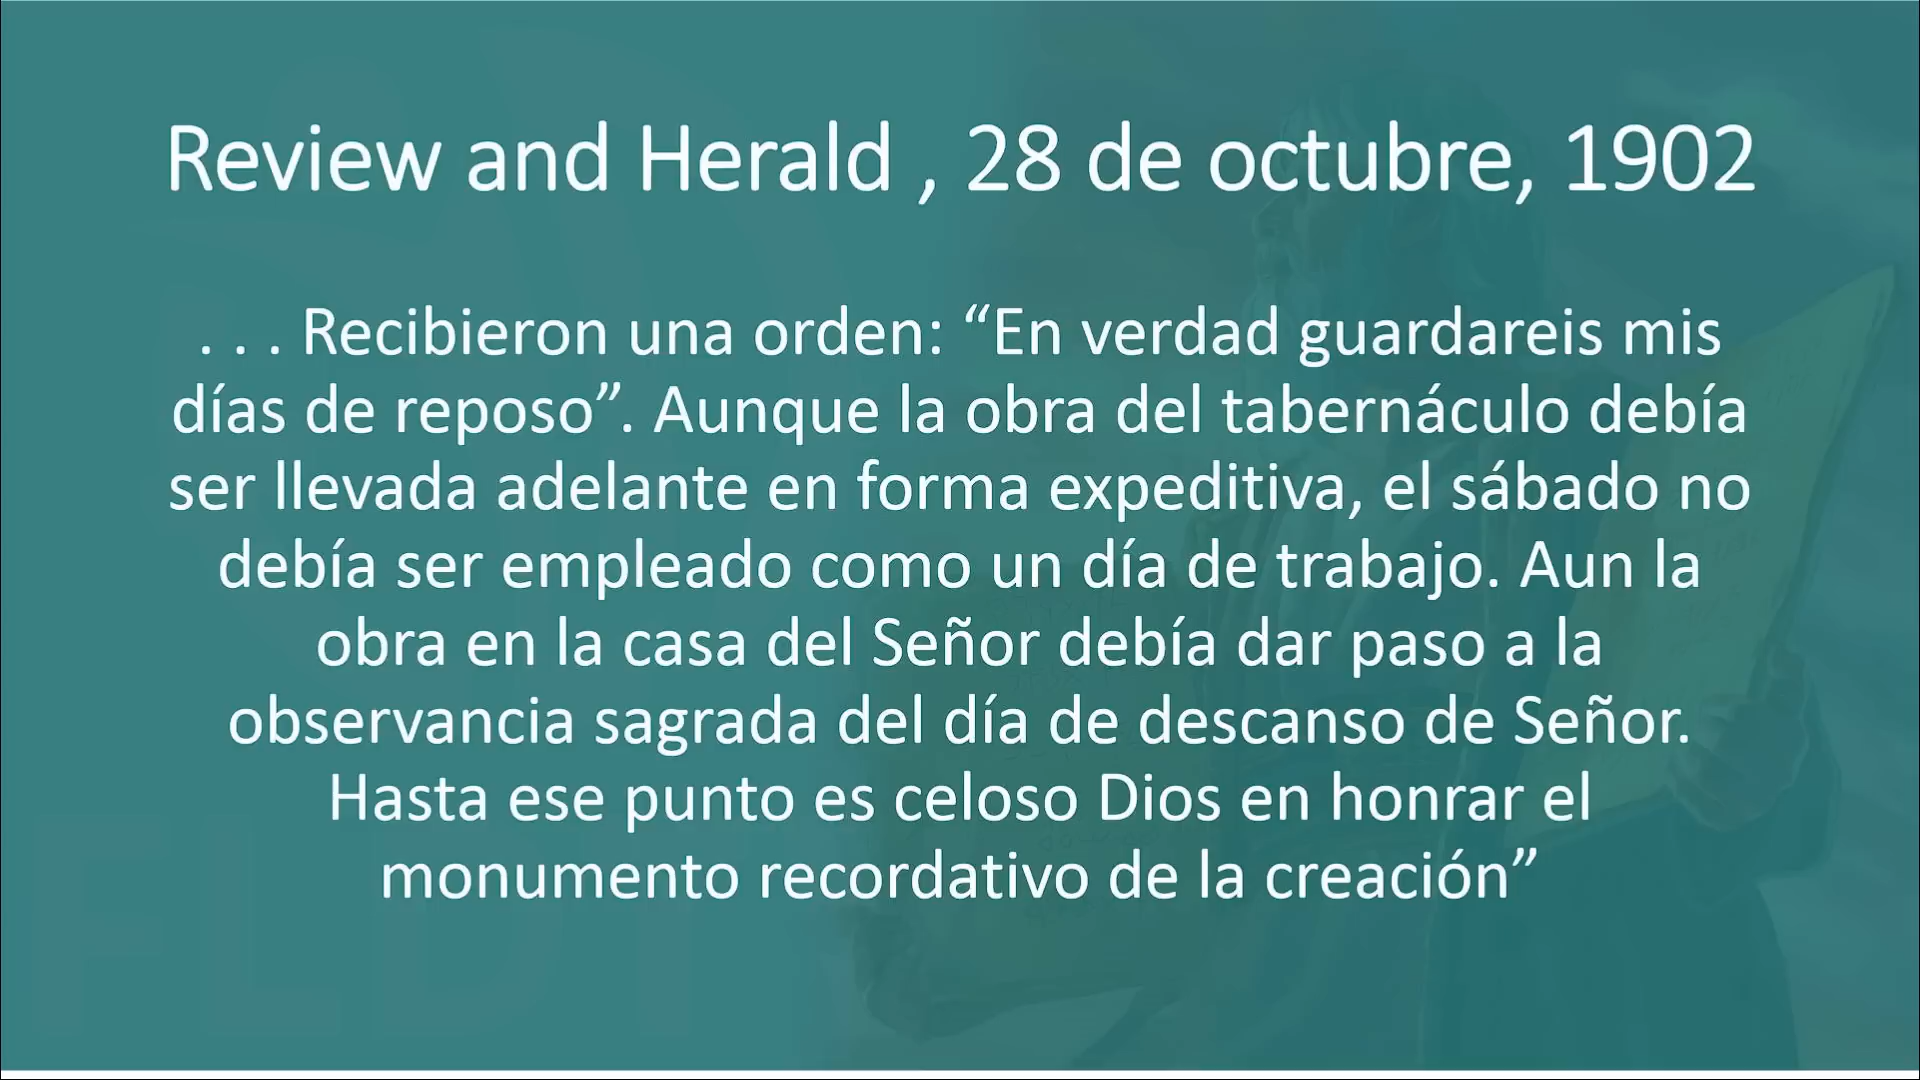 Review and Herald , 28 de octubre, 1902
. . . Recibieron una orden: “En verdad guardareis mis
días de reposo”. Aunque la obra del tabernáculo debía
ser llevada adelante en forma expeditiva, el sábado no
debía ser empleado como un día de trabajo. Aun la
obra en la casa del Señor debía dar paso a la
observancia sagrada del día de descanso de Señor.
Hasta ese punto es celoso Dios en honrar el
monumento recordativo de la creación”